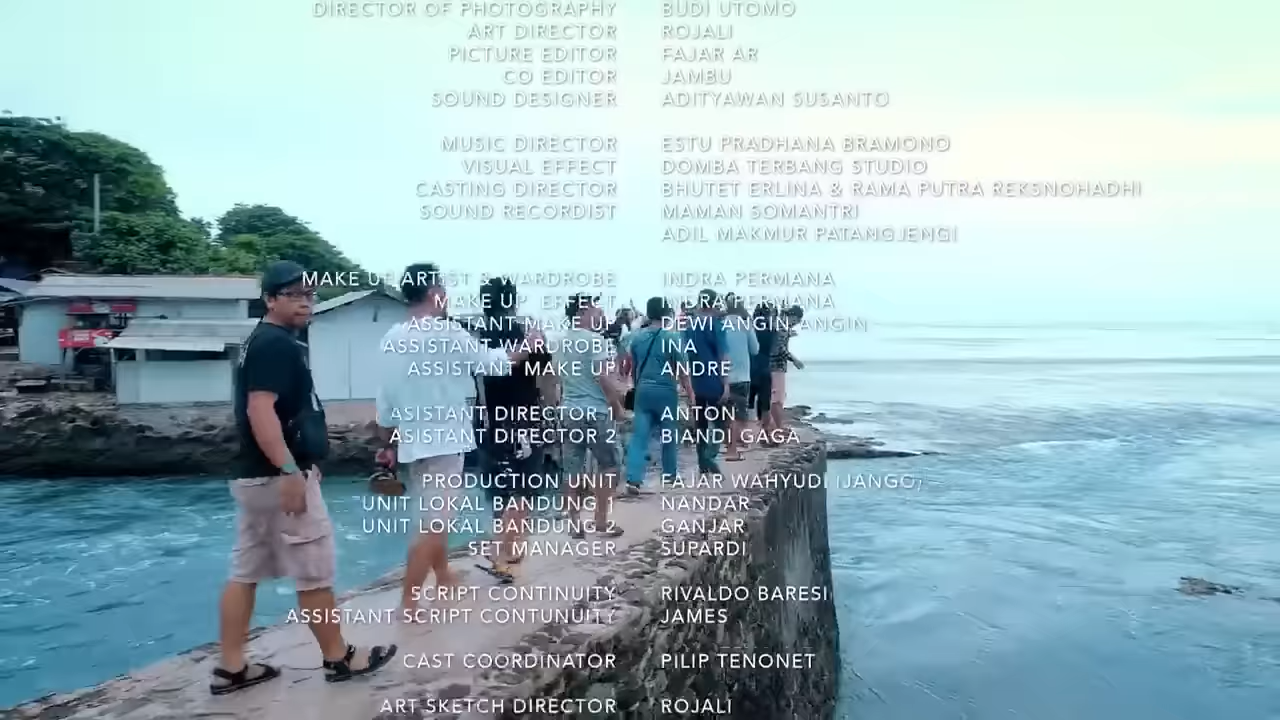 DIRECTOR OF PHOTOGRAPHY BUDI UTOMO
ART DIRECTOR ROJALI
PICTURE EDITOR FAJAR AR
CO EDITOR JAMBU
SOUND DESIGNER ADITYAWAN SUSANTO
MUSIC DIRECTOR ESTU PRADHANA BRAMONO
VISUAL EFFECT DOMBA TERBANG STUDIO
CASTING DIRECTOR BHUTET ERLINA & RAMA PUTRA REKSNOHADHI
SOUND RECORDIST MAMAN SOMANTRI
ADIL MAKMUR PATANGJENGI
MAKE UP ARTIST & WARDROBE INDRA PERMANA
MAKE UP EFFECT INDRA PERMANA
ASSISTANT MAKE UP DEWI ANGIN ANGIN
ASSISTANT WARDROBE INA
ASSISTANT MAKE UP ANDRE
ASISTANT DIRECTOR 1 ANTON
ASISTANT DIRECTOR 2 BIANDI GAGA
PRODUCTION UNIT FAJAR WAHYUDI (JANGO)
UNIT LOKAL BANDUNG 1 NANDAR
UNIT LOKAL BANDUNG 2 GANJAR
SET MANAGER SUPARDI
SCRIPT CONTINUITY RIVALDO BARESI
ASSISTANT SCRIPT CONTUNUITY JAMES
CAST COORDINATOR PILIP TENONET
ART SKETCH DIRECTOR ROJALI